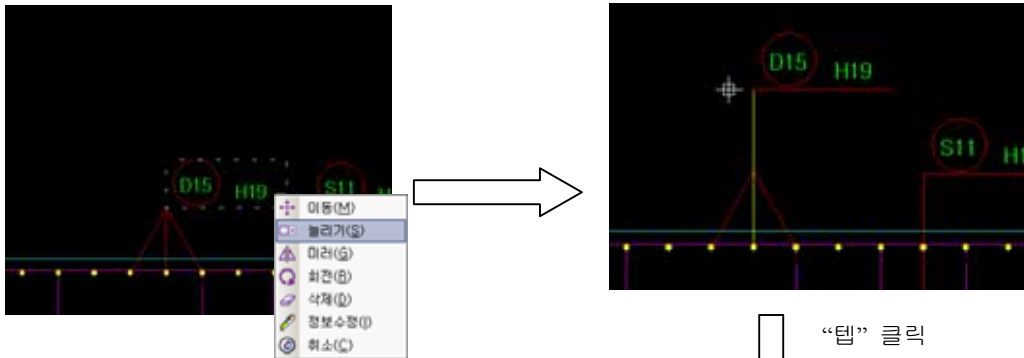 D15 H19
D15 H19
S11
S11
이동(M)
늘리기(S)
미러(G)
회전(R)
삭제(D)
정보수정(I)
취소(C)
“텝” 클릭